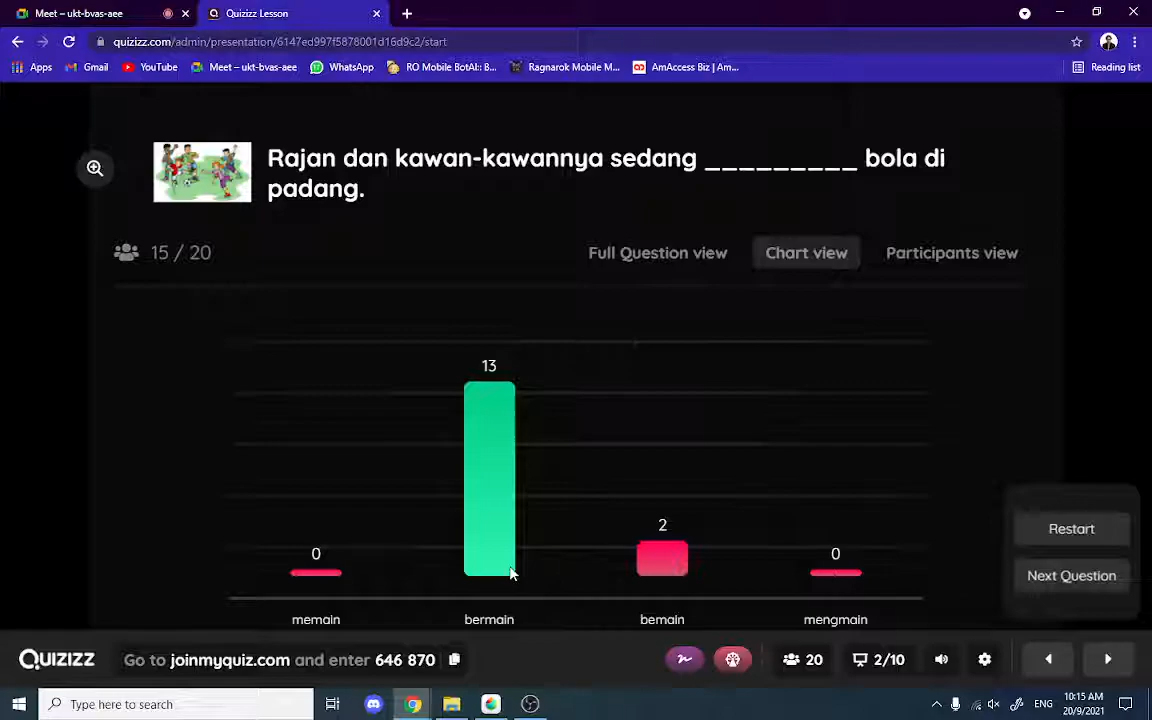 Meet – ukt-bvas-aee
Quizizz Lesson
quizizz.com/admin/presentation/6147ed997f5878001d16d9c2/start
Apps
Gmail
YouTube
Meet – ukt-bvas-aee
WhatsApp
RO Mobile BotAI:: B...
Ragnarok Mobile M...
AmAccess Biz | Am...
Reading list
Rajan dan kawan-kawannya sedang _________ bola di
padang.
15 / 20
Full Question view
Chart view
Participants view
13
2
0
0
memain
bermain
bemain
mengmain
Restart
Next Question
QUIZIZZ
Go to joinmyquiz.com and enter 646 870
20
2/10
Type here to search
ENG
10:15 AM
20/9/2021